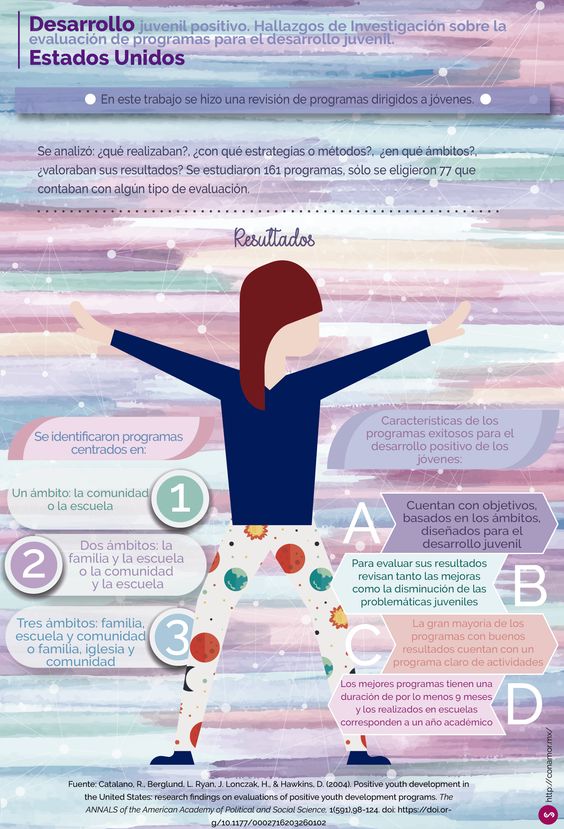 Desarrollo juvenil positivo. Hallazgos de Investigación sobre la
evaluación de programas para el desarrollo juvenil.
Estados Unidos
En este trabajo se hizo una revisión de programas dirigidos a jóvenes.
Se analizó: ¿qué realizaban?, ¿con qué estrategias o métodos?, ¿en qué ámbitos?,
¿valoraban sus resultados? Se estudiaron 161 programas, sólo se eligieron 77 que
contaban con algún tipo de evaluación.
Resultados
Se identificaron programas
centrados en:
Un ámbito: la comunidad
o la escuela
1
2
Dos ámbitos: la
familia y la escuela
o la comunidad
y la escuela
Tres ámbitos: familia,
escuela y comunidad
o familia, iglesia y
comunidad
3
Características de los
programas exitosos para el
desarrollo positivo de los
jóvenes:
A
Cuentan con objetivos,
basados en los ámbitos,
diseñados para el
desarrollo juvenil
Para evaluar sus resultados
revisan tanto las mejoras
como la disminución de las
problemáticas juveniles
B
C
La gran mayoria de los
programas con buenos
resultados cuentan con un
programa claro de actividades
Los mejores programas tienen una
duración de por lo menos 9 meses
y los realizados en escuelas
corresponden a un año académico
D
Fuente: Catalano, R., Berglund, L. Ryan, J. Lonczak, H., & Hawkins, D. (2004). Positive youth development in
the United States: research findings on evaluations of positive youth development programs. The
ANNALS of the American Academy of Political and Social Science, 1(591),98-124. doi: https://doi.or-
g/10.1177/0002716203260102
http://conamor.mx/